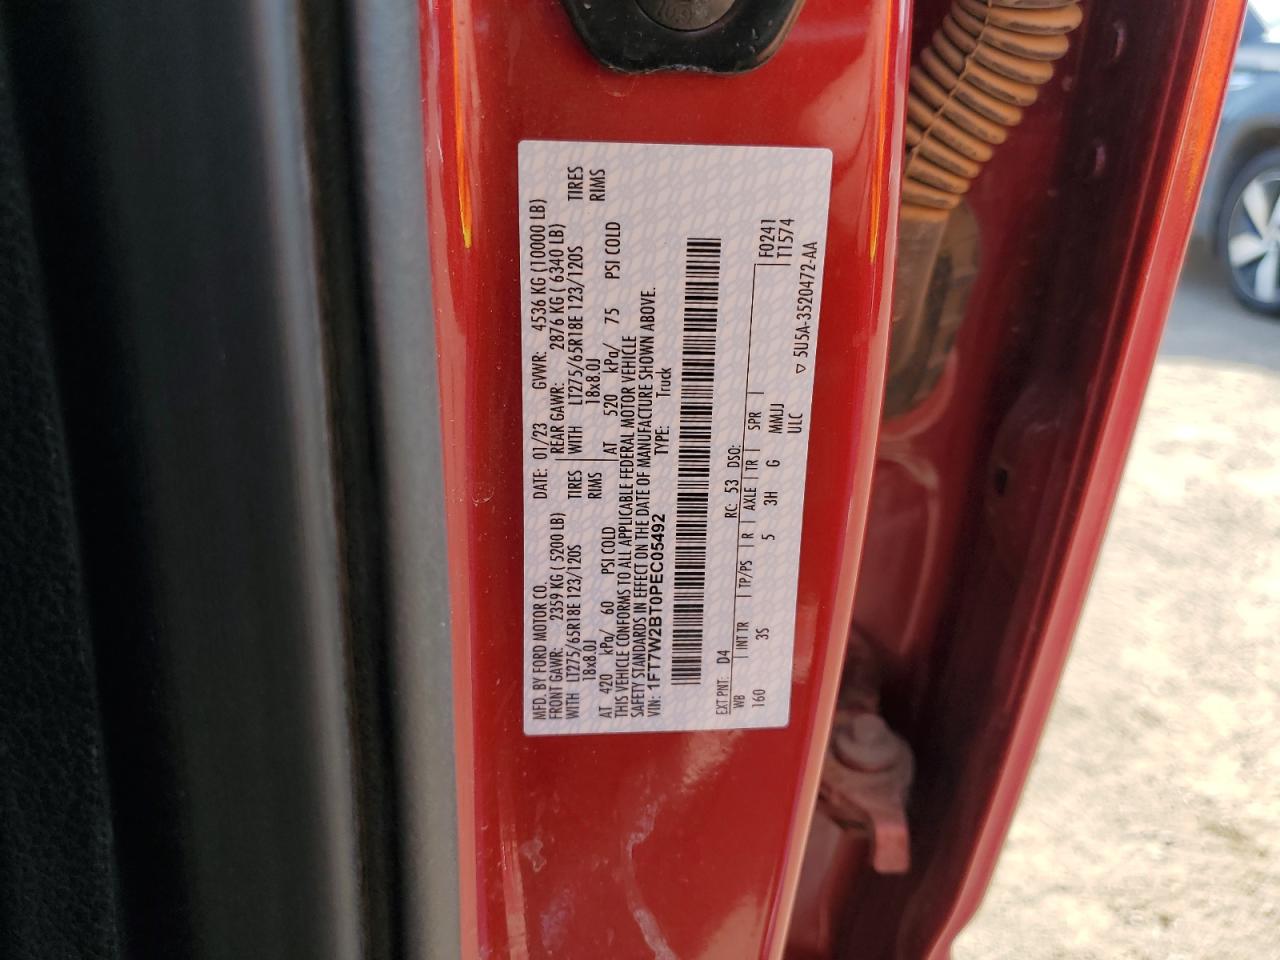 MFD. BY FORD MOTOR CO. DATE: 01/23 GVWR: 4536 KG (10000 LB)
FRONT GAWR: 2359 KG ( 5200 LB) REAR GAWR: 2876 KG ( 6340 LB)
WITH LT275/65R18E 123/120S TIRES WITH LT275/65R18E 123/120S TIRES
18x8.0J RIMS 18x8.0J RIMS
AT 420 kPa/ 60 PSI COLD AT 520 kPa/ 75 PSI COLD
THIS VEHICLE CONFORMS TO ALL APPLICABLE FEDERAL MOTOR VEHICLE
SAFETY STANDARDS IN EFFECT ON THE DATE OF MANUFACTURE SHOWN ABOVE.
VIN: 1FT7W2BT0PEC05492 TYPE: Truck
EXT PNT: D4 RC: 53 DSO: F0241
WB INT TR TP/PS R AXLE TR SPR T1574
160 3S 5 3H G MMUJJ
ULC ▽ 5U5A-3520472-AA